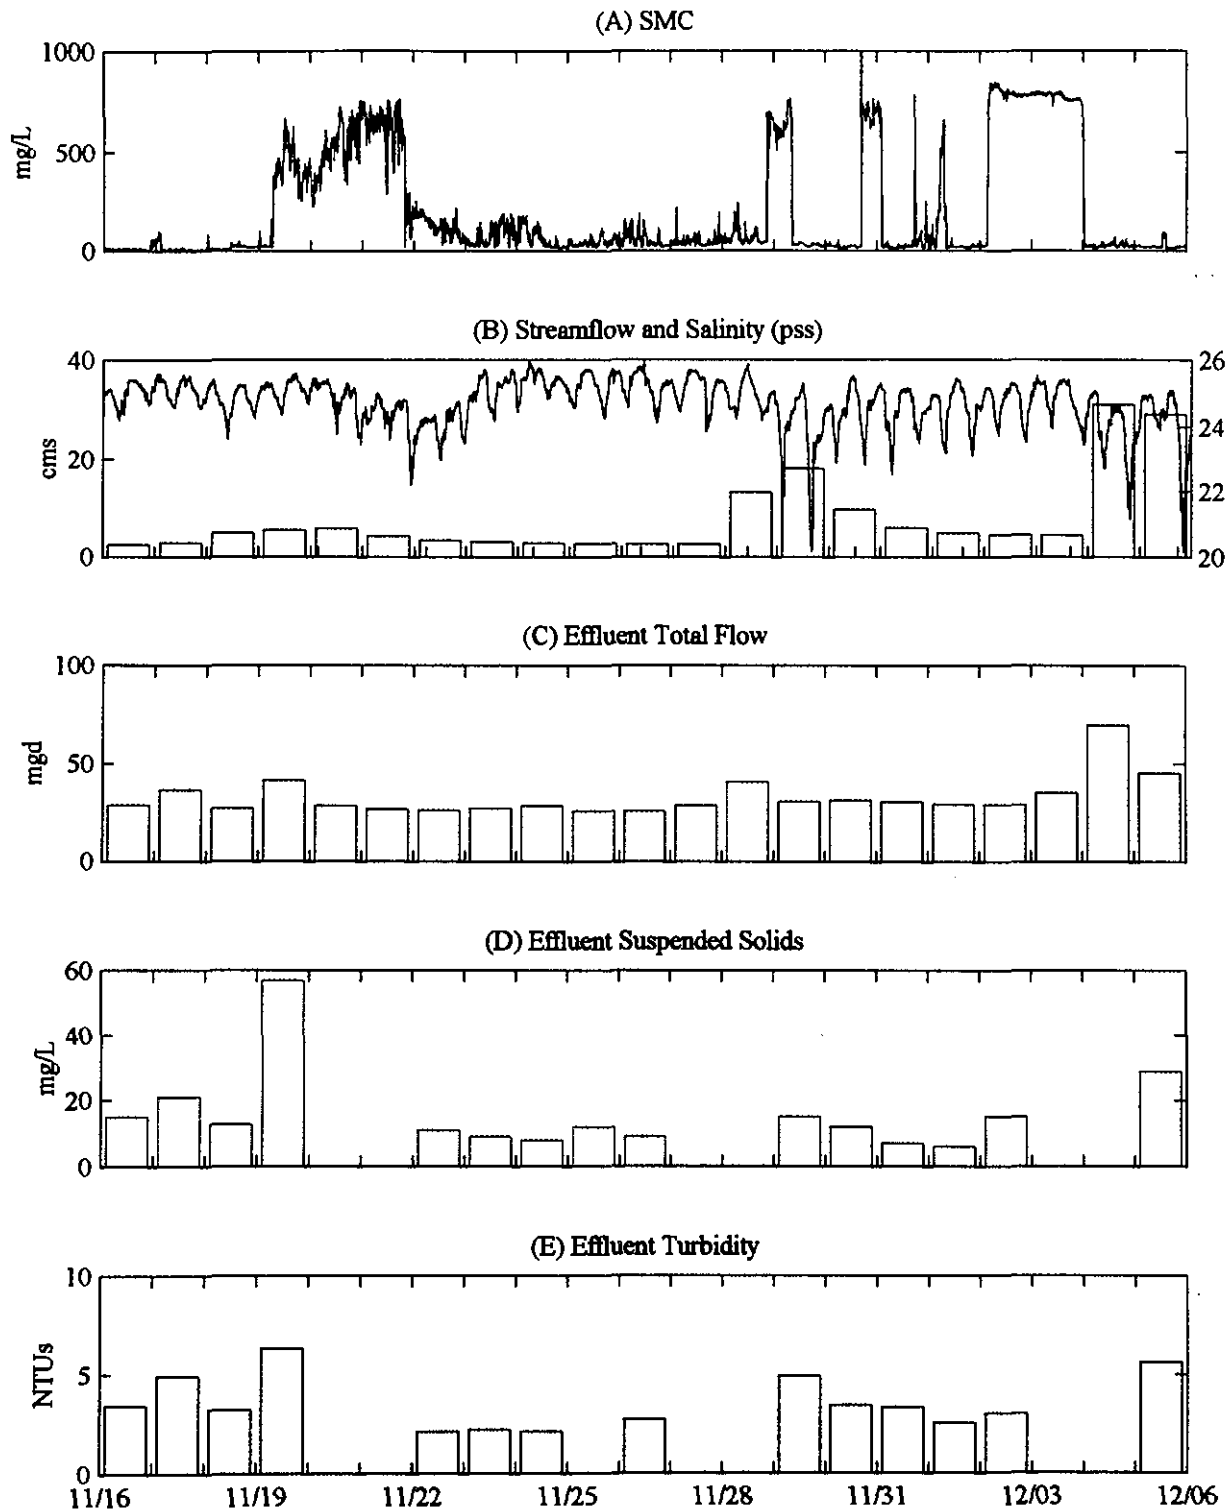 (A) SMC
1000
500
0
mg/L
(B) Streamflow and Salinity (pss)
40
20
0
cms
26
24
22
20
(C) Effluent Total Flow
100
50
0
mgd
(D) Effluent Suspended Solids
60
40
20
0
mg/L
(E) Effluent Turbidity
10
5
0
NTUs
11/16 11/19 11/22 11/25 11/28 11/31 12/03 12/06